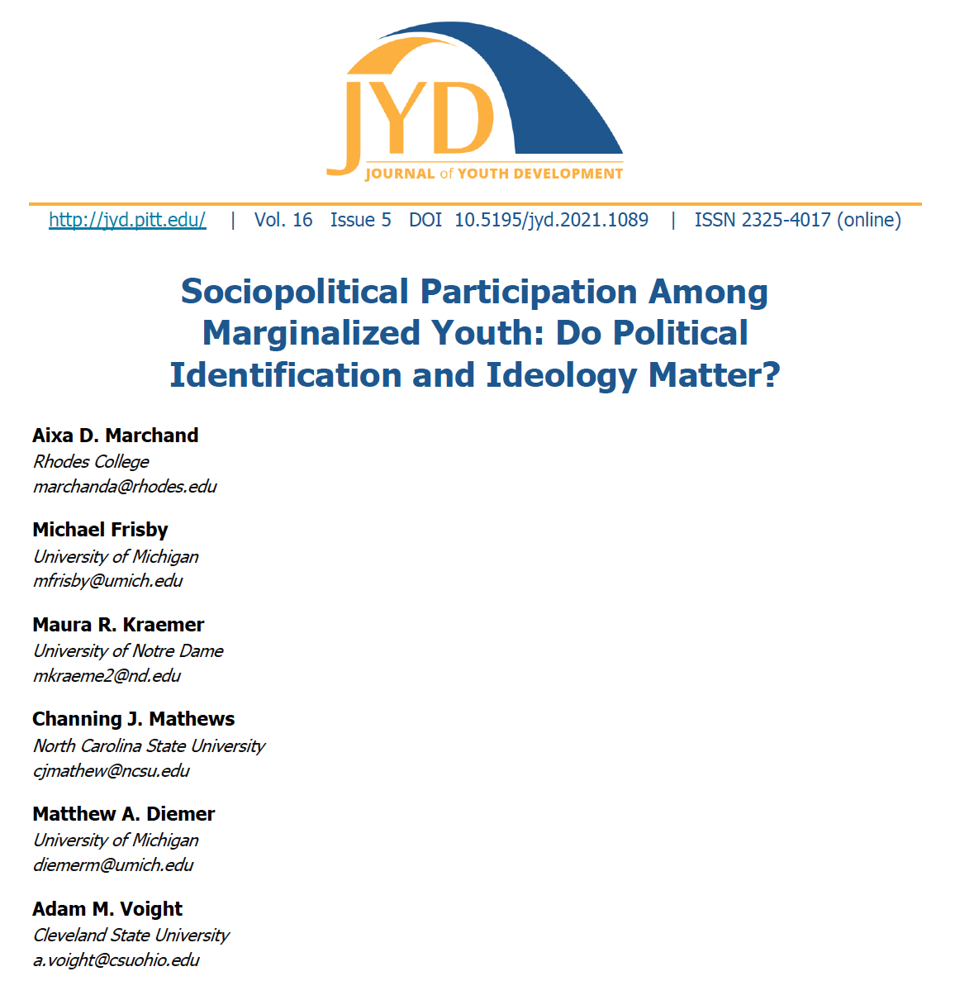 JYD
JOURNAL of YOUTH DEVELOPMENT
http://jyd.pitt.edu/ | Vol. 16 Issue 5 DOI 10.5195/jyd.2021.1089 | ISSN 2325-4017 (online)
Sociopolitical Participation Among
Marginalized Youth: Do Political
Identification and Ideology Matter?
Aixa D. Marchand
Rhodes College
marchanda@rhodes.edu
Michael Frisby
University of Michigan
mfrisby@umich.edu
Maura R. Kraemer
University of Notre Dame
mkraeme2@nd.edu
Channing J. Mathews
North Carolina State University
cjmathew@ncsu.edu
Matthew A. Diemer
University of Michigan
diemerm@umich.edu
Adam M. Voight
Cleveland State University
a.voight@csuohio.edu